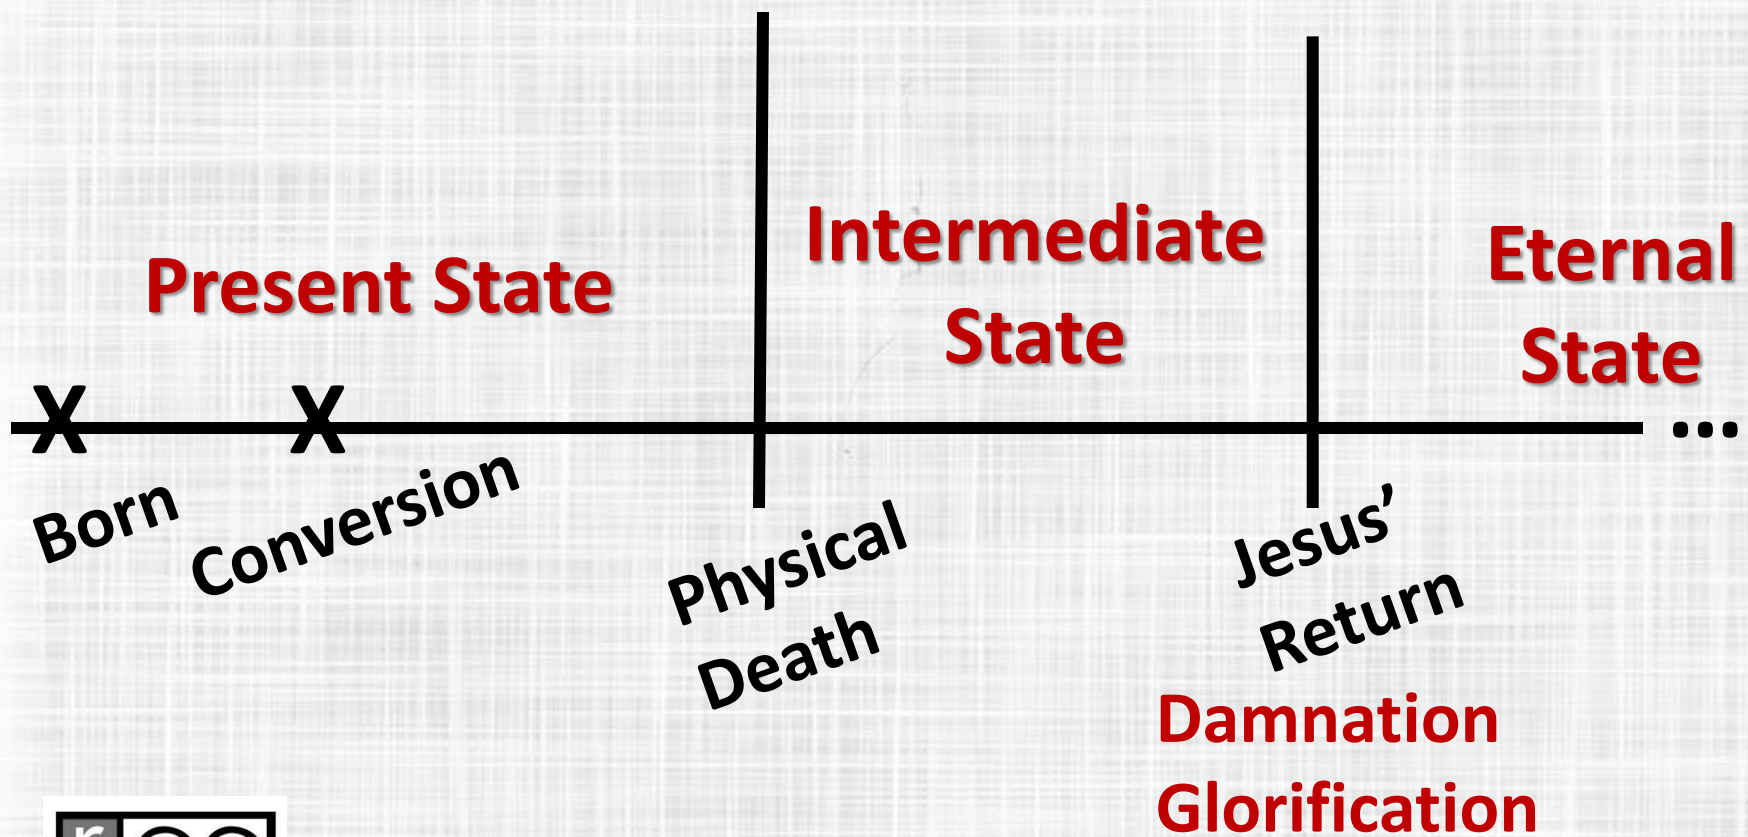 Present State
Intermediate
State
Eternal
State
X X
...
Born
Conversion
Physical
Death
Jesus’
Return
Damnation
Glorification